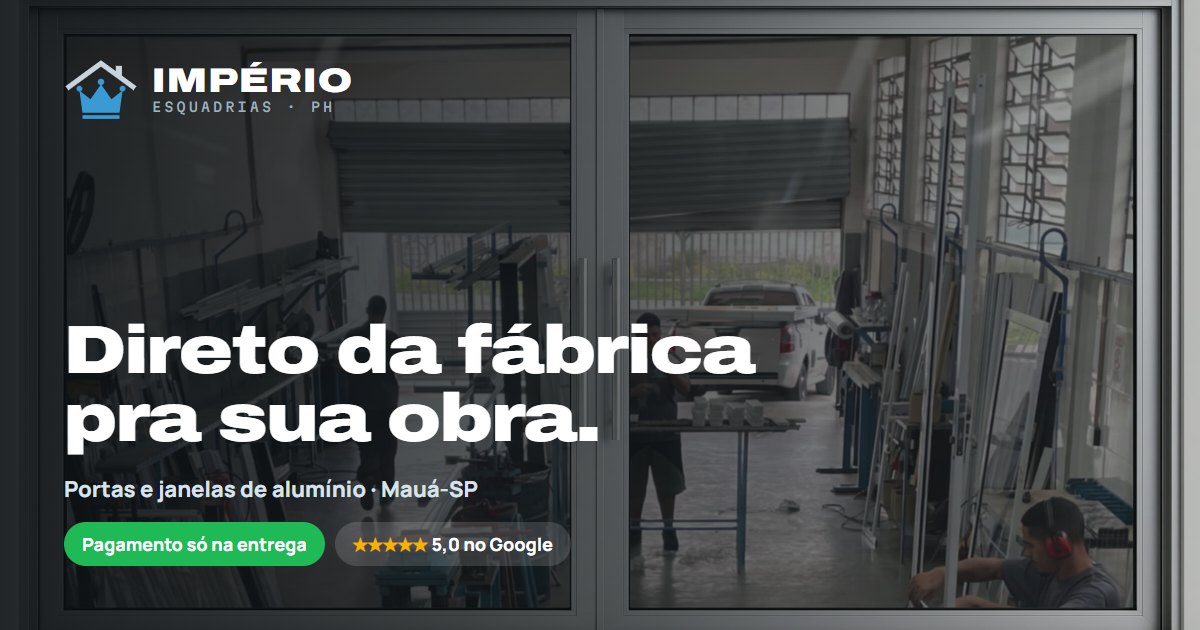 IMPÉRIO
ESQUADRIAS · PH
Direto da fábrica
pra sua obra.
Portas e janelas de alumínio · Mauá-SP
Pagamento só na entrega
★★★★★ 5,0 no Google